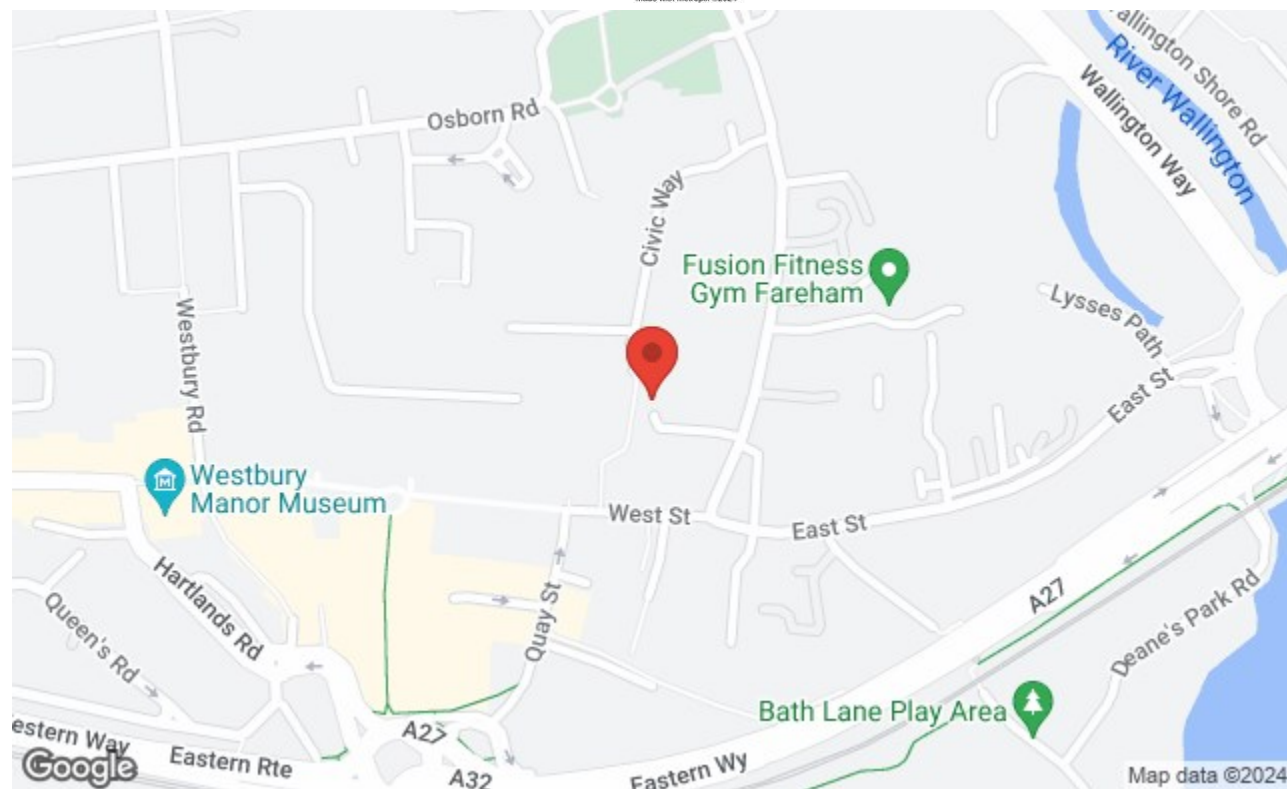 River Wallington
Wallington Way
Osborn Rd
Civic Way
Fusion Fitness
Gym Fareham
Lysses Path
Westbury Rd
East St
Westbury
Manor Museum
West St
East St
Hartlands Rd
Queen's Rd
Quay St
A27
Deane's Park Rd
Bath Lane Play Area
estern Way
Eastern Rte
A27
A32
Eastern Wy
Google
Map data ©2024
allington Shore Rd